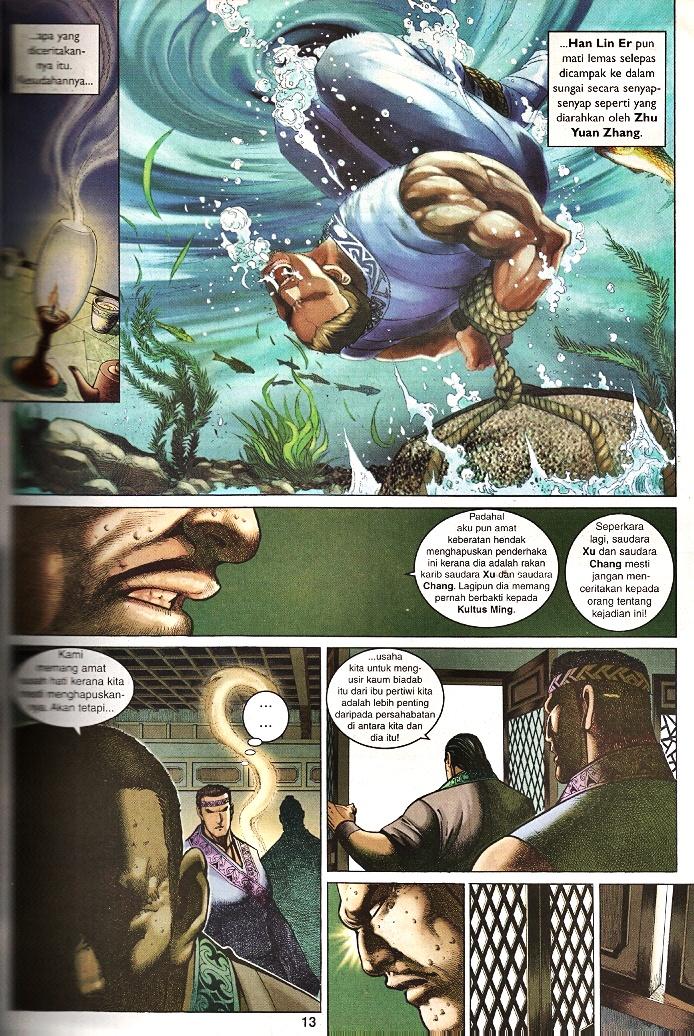 ...apa yang
diceritakan-
nya itu.
Kesudahannya...
...Han Lin Er pun
mati lemas selepas
dicampak ke dalam
sungai secara senyap-
senyap seperti yang
diarahkan oleh Zhu
Yuan Zhang.
Padahal
aku pun amat
keberatan hendak
menghapuskan penderhaka
ini kerana dia adalah rakan
karib saudara Xu dan saudara
Chang. Lagipun dia memang
pernah berbakti kepada
Kultus Ming.
Seperkara
lagi, saudara
Xu dan saudara
Chang mesti
jangan men-
ceritakan kepada
orang tentang
kejadian ini!
Kami
memang amat
hati kerana kita
menghapuskan-
nya. Akan tetapi...
...
...
...usaha
kita untuk meng-
usir kaum biadab
itu dari ibu pertiwi kita
adalah lebih penting
daripada persahabatan
di antara kita dan
dia itu!
13